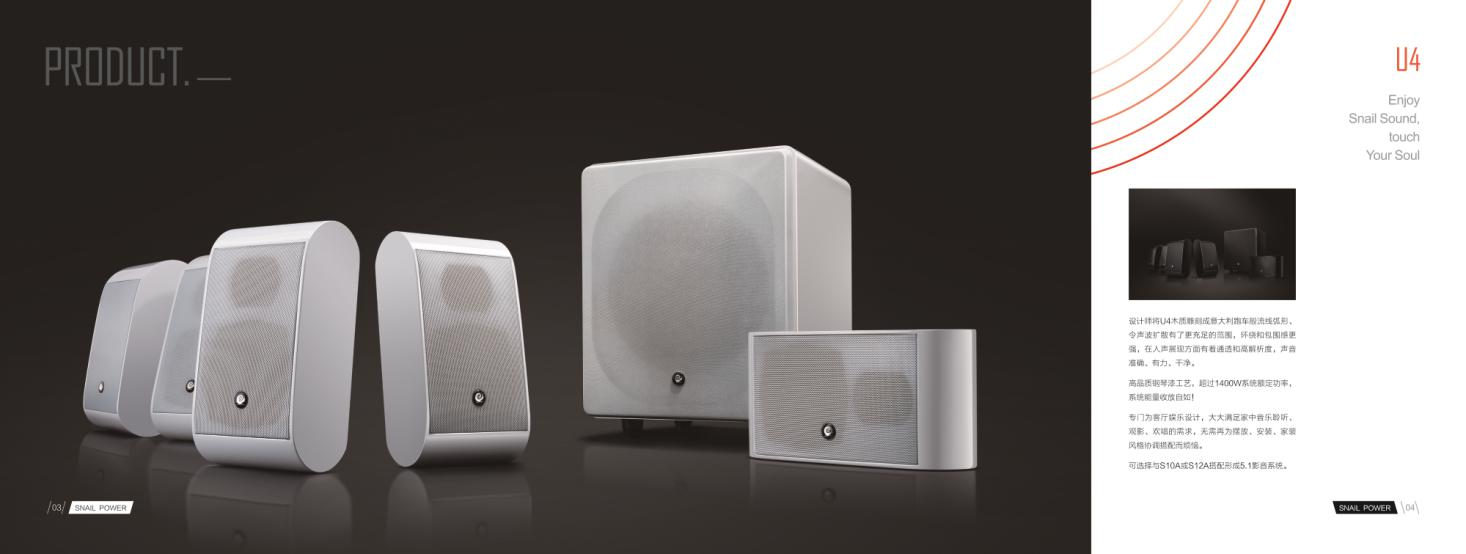 PRODUCT.
U4
Enjoy
Snail Sound,
touch
Your Soul
设计师将U4木质雕刻成意大利跑车般流线弧形,
令声波扩散有了更充足的范围,环绕和包围感更
强,在人声展现方面有着通透和高解析度,声音
准确、有力、干净。
高品质钢琴漆工艺,超过1400W系统额定功率,
系统能量收放自如!
专门为客厅娱乐设计,大大满足家中音乐聆听、
观影、欢唱的需求,无需再为摆放、安装、家装
风格协调搭配而烦恼。
可选择与S10A或S12A搭配形成5.1影音系统。
/03/ SNAIL POWER
SNAIL POWER \04\